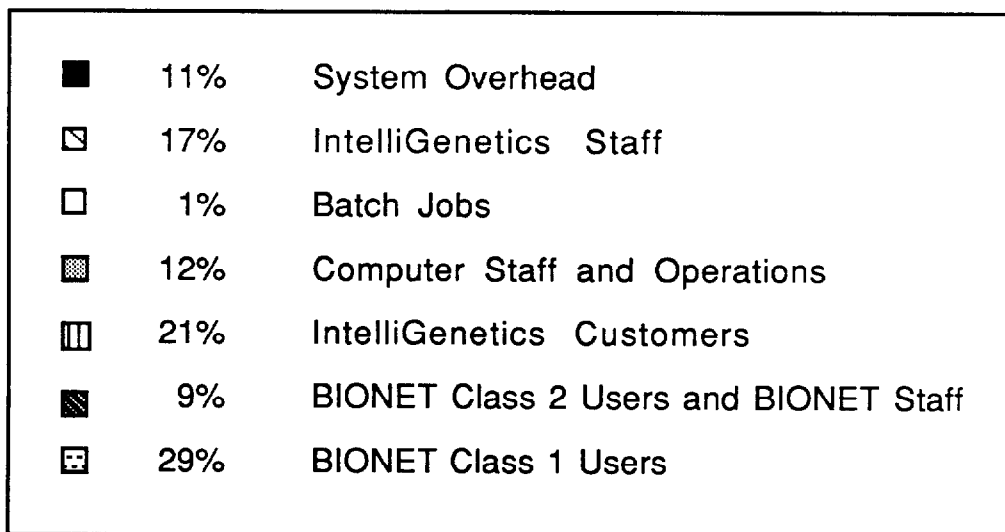 11% System Overhead
17% IntelliGenetics Staff
1% Batch Jobs
12% Computer Staff and Operations
21% IntelliGenetics Customers
9% BIONET Class 2 Users and BIONET Staff
29% BIONET Class 1 Users